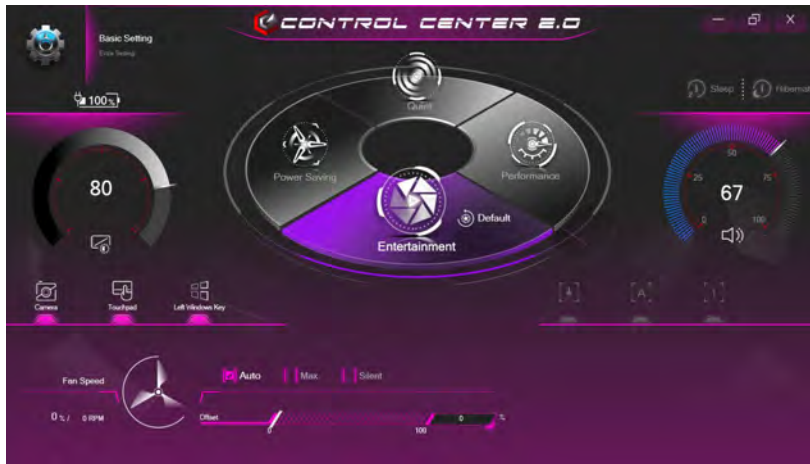 CONTROL CENTER 2.0
Basic Setting
100%
Sleep
Hibernat
Quiet
Power Saving
Performance
Entertainment
Default
80
0
25
50
75
100
67
Camera
Touchpad
Left Windows Key
A
1
Fan Speed
Auto
Max.
Silent
0 % / 0 RPM
Offset
0
100
0 %